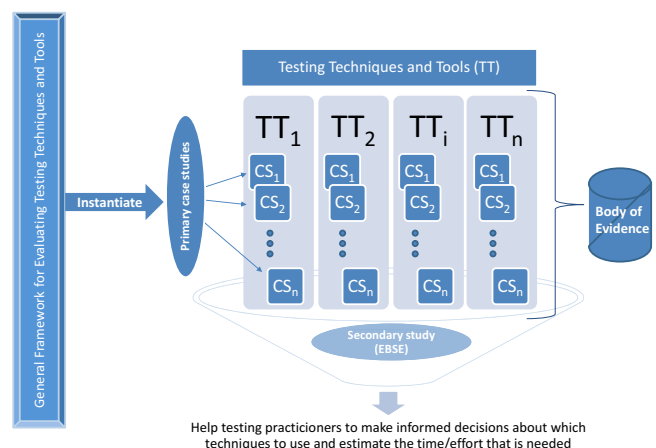 General Framework for Evaluating Testing Techniques and Tools
Instantiate
Primary case studies
Testing Techniques and Tools (TT)
TT1
TT2
TTi
TTn
CS1
CS1
CS1
CS1
CS2
CS2
CS2
CS2
CSn
CSn
CSn
CSn
Body of
Evidence
Secondary study
(EBSE)
Help testing practicioners to make informed decisions about which
techniques to use and estimate the time/effort that is needed